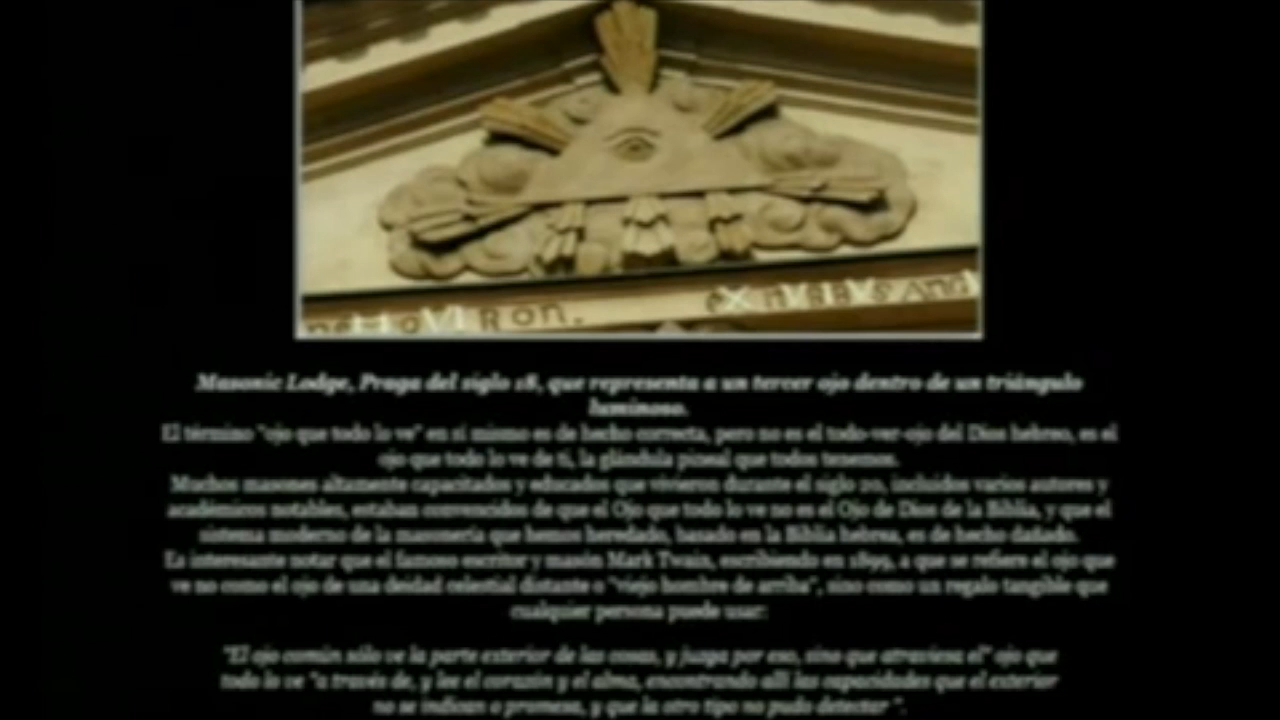 RON.
Masonic Lodge, Praga del siglo 18, que representa a un tercer ojo dentro de un triángulo
luminoso.
El término "ojo que todo lo ve" en sí mismo es de hecho correcta, pero no es el todo-ver-ojo del Dios hebreo, es el
ojo que todo lo ve de ti, la glándula pineal que todos tenemos.
Muchos masones altamente capacitados y educados que vivieron durante el siglo 20, incluidos varios autores y
académicos notables, estaban convencidos de que el Ojo que todo lo ve no es el Ojo de Dios de la Biblia, y que el
sistema moderno de la masonería que hemos heredado, basado en la Biblia hebrea, es de hecho dañado.
Es interesante notar que el famoso escritor y masón Mark Twain, escribiendo en 1899, a que se refiere el ojo que
ve no como el ojo de una deidad celestial distante o "viejo hombre de arriba", sino como un regalo tangible que
cualquier persona puede usar:
"El ojo común sólo ve la parte exterior de las cosas, y juzga por eso, sino que atraviesa el" ojo que
todo lo ve "a través de, y lee el corazón y el alma, encontrando allí las capacidades que el exterior
no se indican o promesa, y que la otro tipo no pudo detectar ".